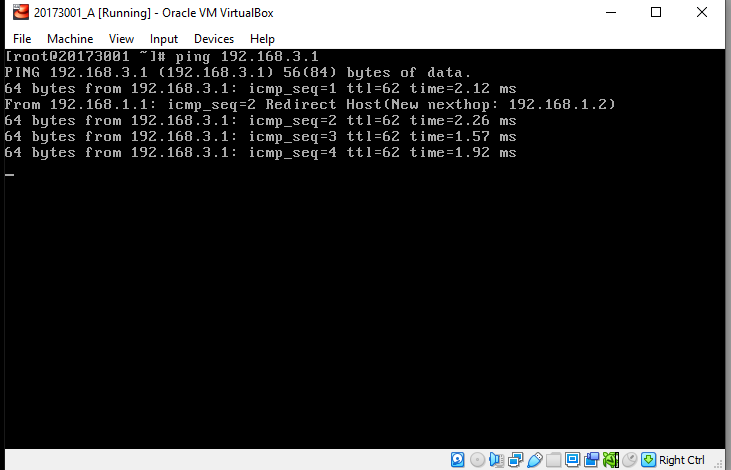 20173001_A [Running] - Oracle VM VirtualBox
File Machine View Input Devices Help
[root@20173001 ~]# ping 192.168.3.1
PING 192.168.3.1 (192.168.3.1) 56(84) bytes of data.
64 bytes from 192.168.3.1: icmp_seq=1 ttl=62 time=2.12 ms
From 192.168.1.1: icmp_seq=2 Redirect Host(New nexthop: 192.168.1.2)
64 bytes from 192.168.3.1: icmp_seq=2 ttl=62 time=2.26 ms
64 bytes from 192.168.3.1: icmp_seq=3 ttl=62 time=1.57 ms
64 bytes from 192.168.3.1: icmp_seq=4 ttl=62 time=1.92 ms
Right Ctrl